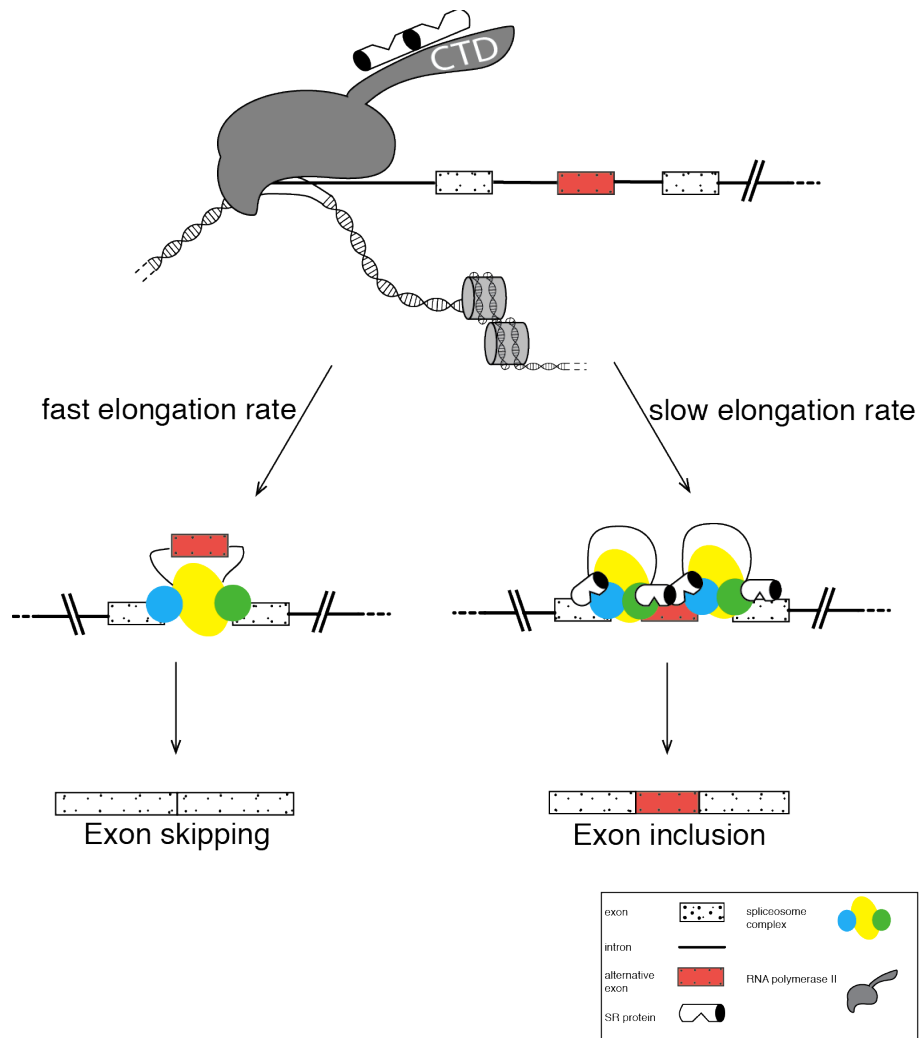 CTD
fast elongation rate
slow elongation rate
Exon skipping
Exon inclusion
exon
spliceosome
complex
intron
alternative
exon
RNA polymerase II
SR protein